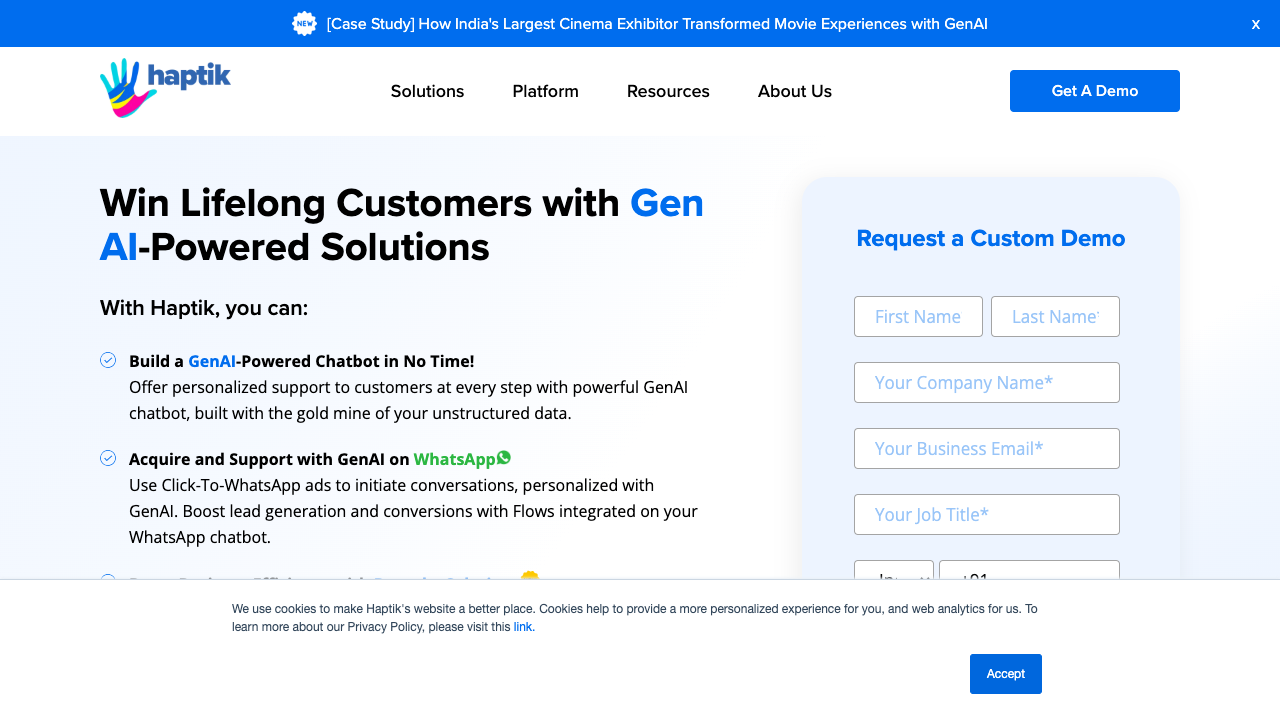 NEW [Case Study] How India's Largest Cinema Exhibitor Transformed Movie Experiences with GenAI X
haptik
Solutions Platform Resources About Us Get A Demo
Win Lifelong Customers with Gen
AI-Powered Solutions
With Haptik, you can:
Build a GenAI-Powered Chatbot in No Time!
Offer personalized support to customers at every step with powerful GenAI
chatbot, built with the gold mine of your unstructured data.
Acquire and Support with GenAI on WhatsApp
Use Click-To-WhatsApp ads to initiate conversations, personalized with
GenAI. Boost lead generation and conversions with Flows integrated on your
WhatsApp chatbot.
Request a Custom Demo
First Name Last Name*
Your Company Name*
Your Business Email*
Your Job Title*
+91
We use cookies to make Haptik's website a better place. Cookies help to provide a more personalized experience for you, and web analytics for us. To
learn more about our Privacy Policy, please visit this link.
Accept